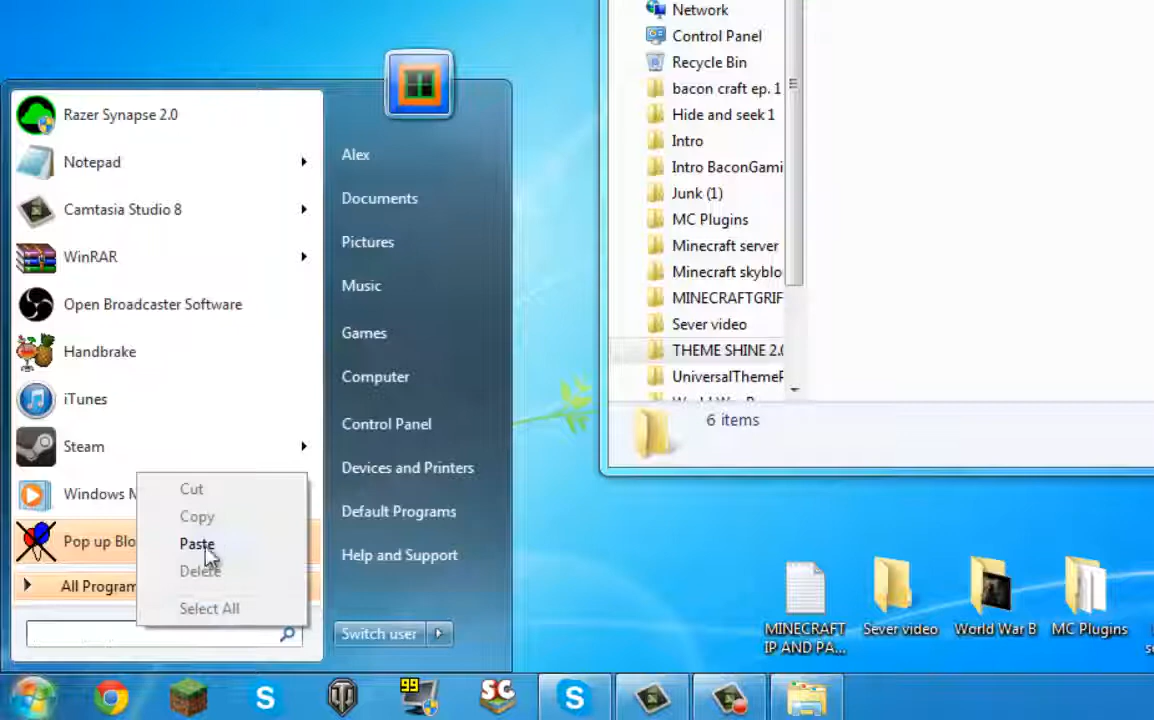 Razer Synapse 2.0
Notepad
Camtasia Studio 8
WinRAR
Open Broadcaster Software
Handbrake
iTunes
Steam
Windows M
Pop up Blo
All Program
Cut
Copy
Paste
Delete
Select All
Alex
Documents
Pictures
Music
Games
Computer
Control Panel
Devices and Printers
Default Programs
Help and Support
Switch user
Network
Control Panel
Recycle Bin
bacon craft ep. 1
Hide and seek 1
Intro
Intro BaconGami
Junk (1)
MC Plugins
Minecraft server
Minecraft skyblo
MINECRAFTGRIF
Sever video
THEME SHINE 2.0
UniversalThemeP
6 items
MINECRAFT
IP AND PA...
Sever video
World War B
MC Plugins
99
SC